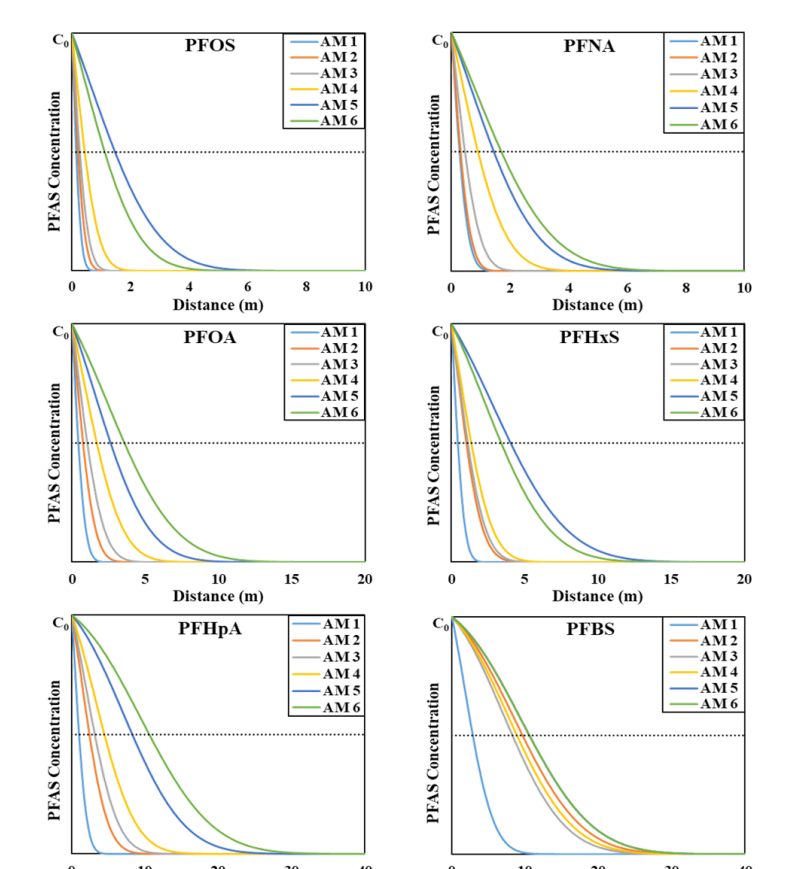 C0
PFOS
AM 1
AM 2
AM 3
AM 4
AM 5
AM 6
PFAS Concentration
0 2 4 6 8 10
Distance (m)
C0
PFNA
AM 1
AM 2
AM 3
AM 4
AM 5
AM 6
PFAS Concentration
0 2 4 6 8 10
Distance (m)
C0
PFOA
AM 1
AM 2
AM 3
AM 4
AM 5
AM 6
PFAS Concentration
0 5 10 15 20
Distance (m)
C0
PFHxS
AM 1
AM 2
AM 3
AM 4
AM 5
AM 6
PFAS Concentration
0 5 10 15 20
Distance (m)
C0
PFHpA
AM 1
AM 2
AM 3
AM 4
AM 5
AM 6
PFAS Concentration
C0
PFBS
AM 1
AM 2
AM 3
AM 4
AM 5
AM 6
PFAS Concentration